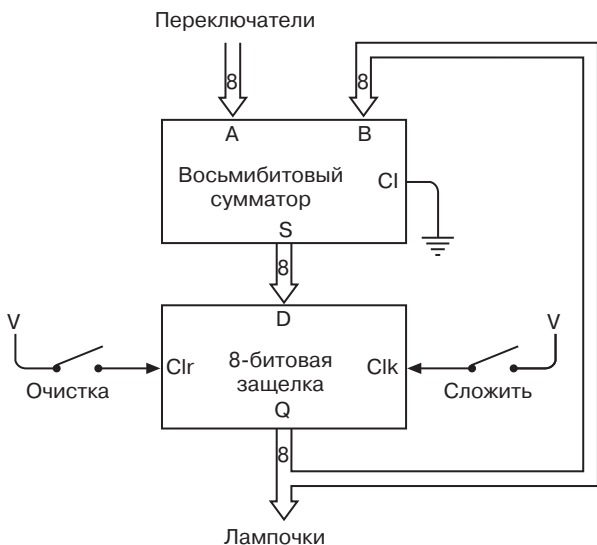 Переключатели
8
8
A
B
Восьмибитовый
сумматор
CI
S
8
V
V
D
Clr
8-битовая
защелка
Clk
Очистка
Сложить
Q
8
Лампочки